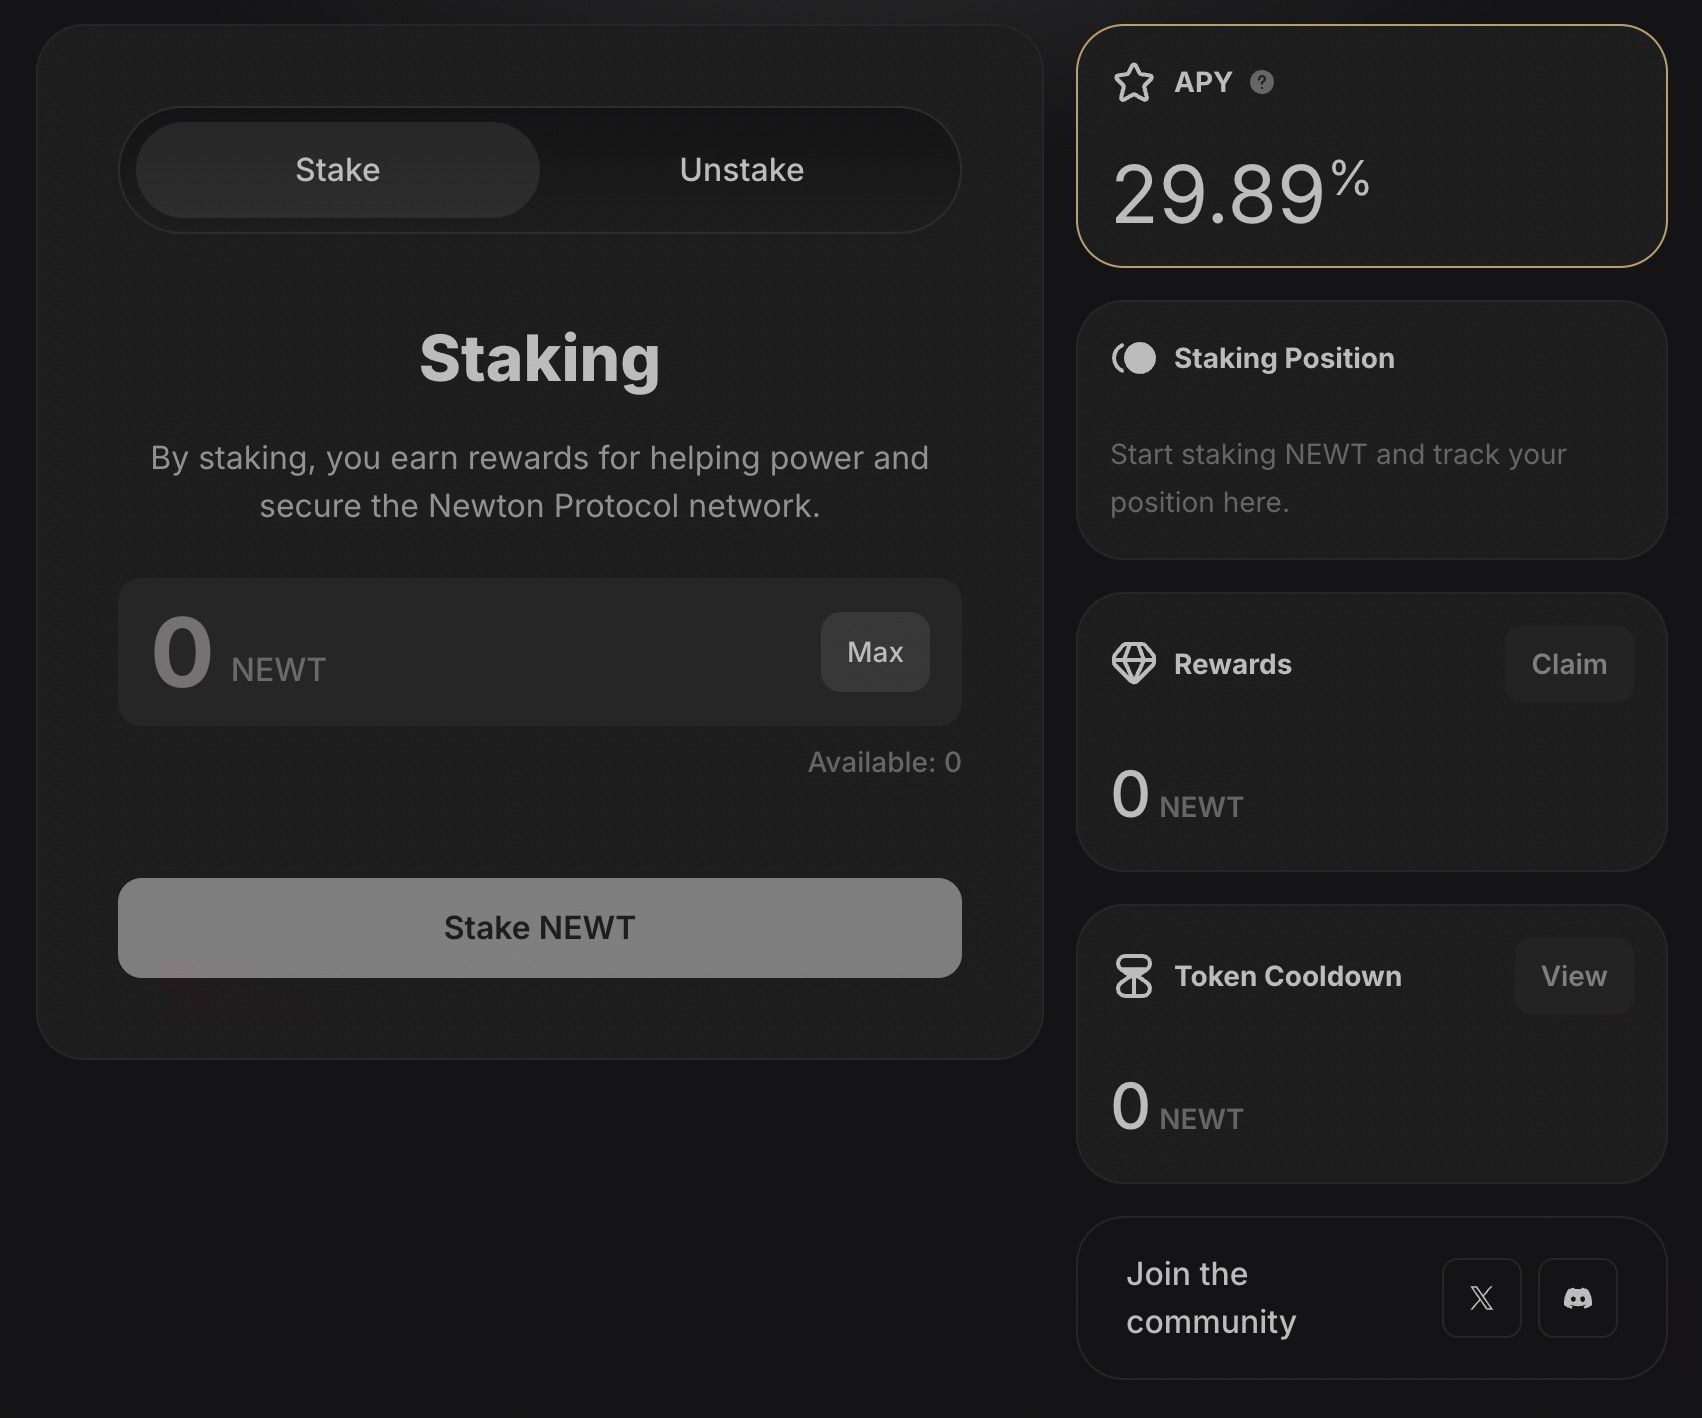 Stake
Unstake
Staking
By staking, you earn rewards for helping power and
secure the Newton Protocol network.
0 NEWT
Max
Available: 0
Stake NEWT
APY ?
29.89%
Staking Position
Start staking NEWT and track your
position here.
Rewards
Claim
0 NEWT
Token Cooldown
View
0 NEWT
Join the
community
𝕏